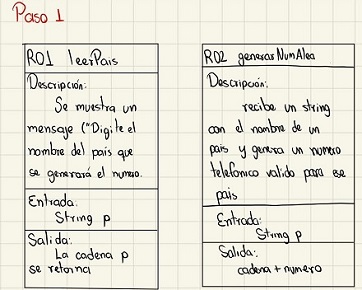 Paso 1
R01 leerPais
Descripción:
Se muestra un
mensaje ("Digite el
nombre del país que
se generará el numero.
Entrada:
String p
Salida:
La cadena p
se retorna
R02 generarNumAlea
Descripción:
recibe un string
con el nombre de un
país y genera un numero
telefonico valido para ese
país
Entrada:
String p
Salida:
cadena + numero